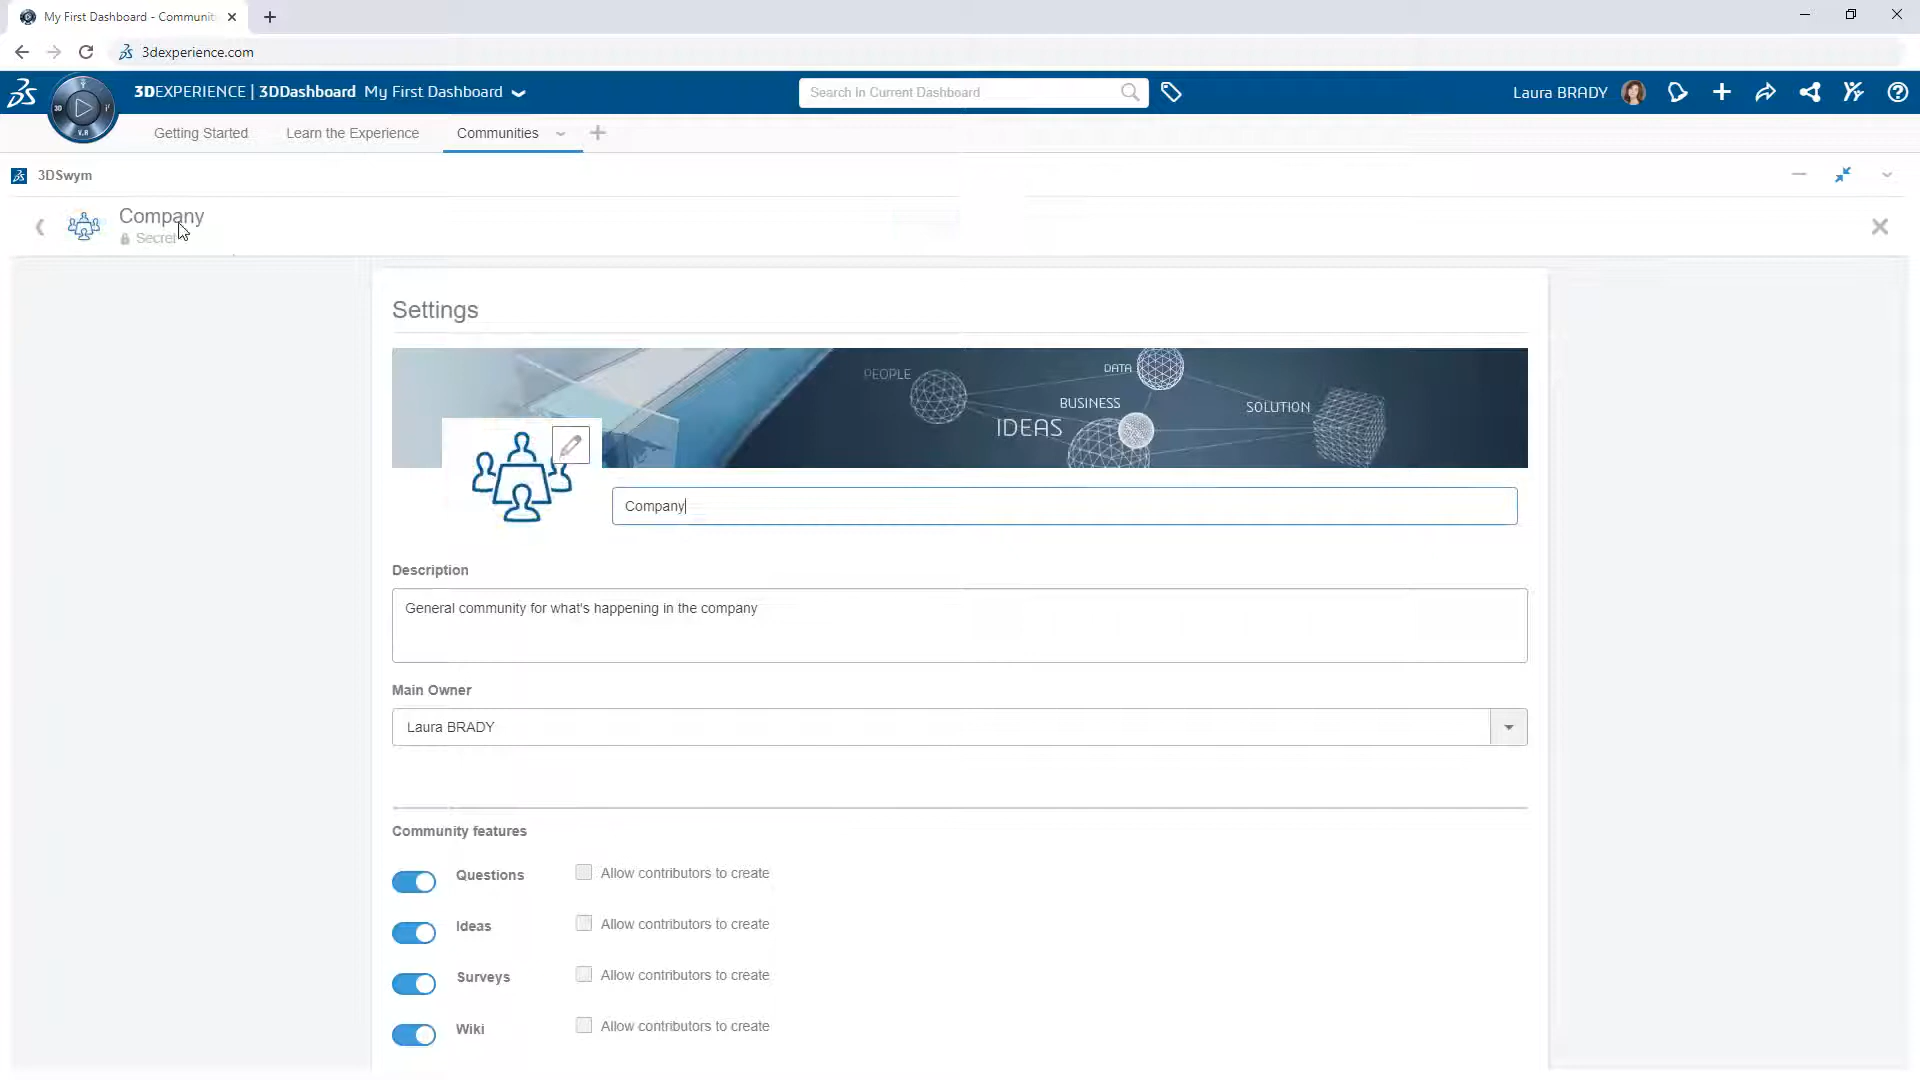 My First Dashboard - Communit
3dexperience.com
3DEXPERIENCE | 3DDashboard My First Dashboard
Search in Current Dashboard
Laura BRADY
3D
V.R
Getting Started
Learn the Experience
Communities
3DSwym
Company
Secret
Settings
PEOPLE
DATA
BUSINESS
IDEAS
SOLUTION
Company
Description
General community for what's happening in the company
Main Owner
Laura BRADY
Community features
Questions Allow contributors to create
Ideas Allow contributors to create
Surveys Allow contributors to create
Wiki Allow contributors to create